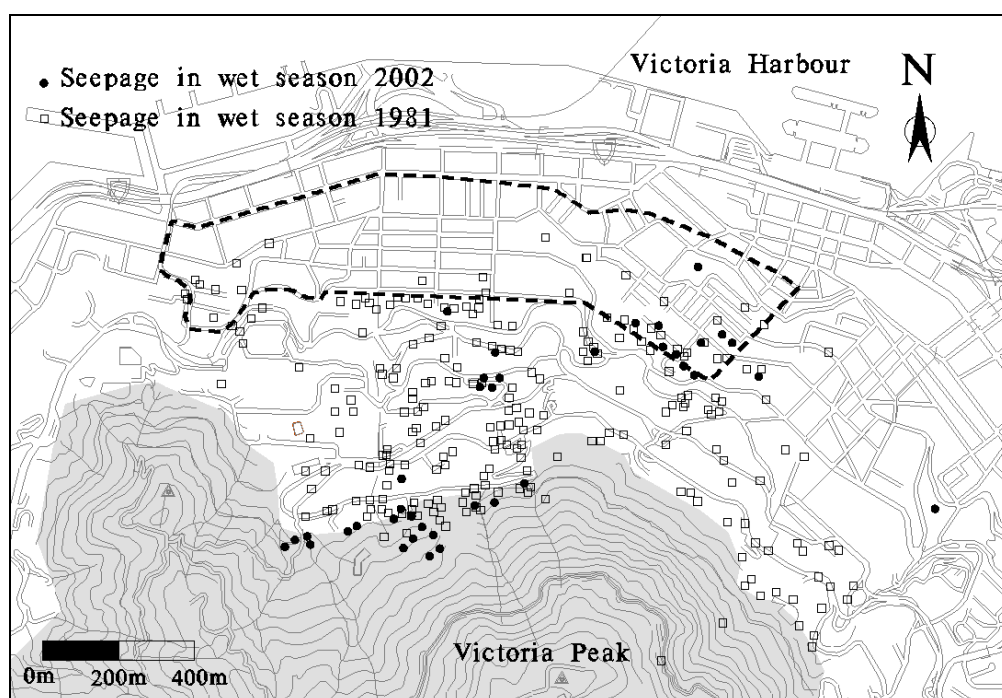 Seepage in wet season 2002
Seepage in wet season 1981
Victoria Harbour
N
Victoria Peak
0m 200m 400m